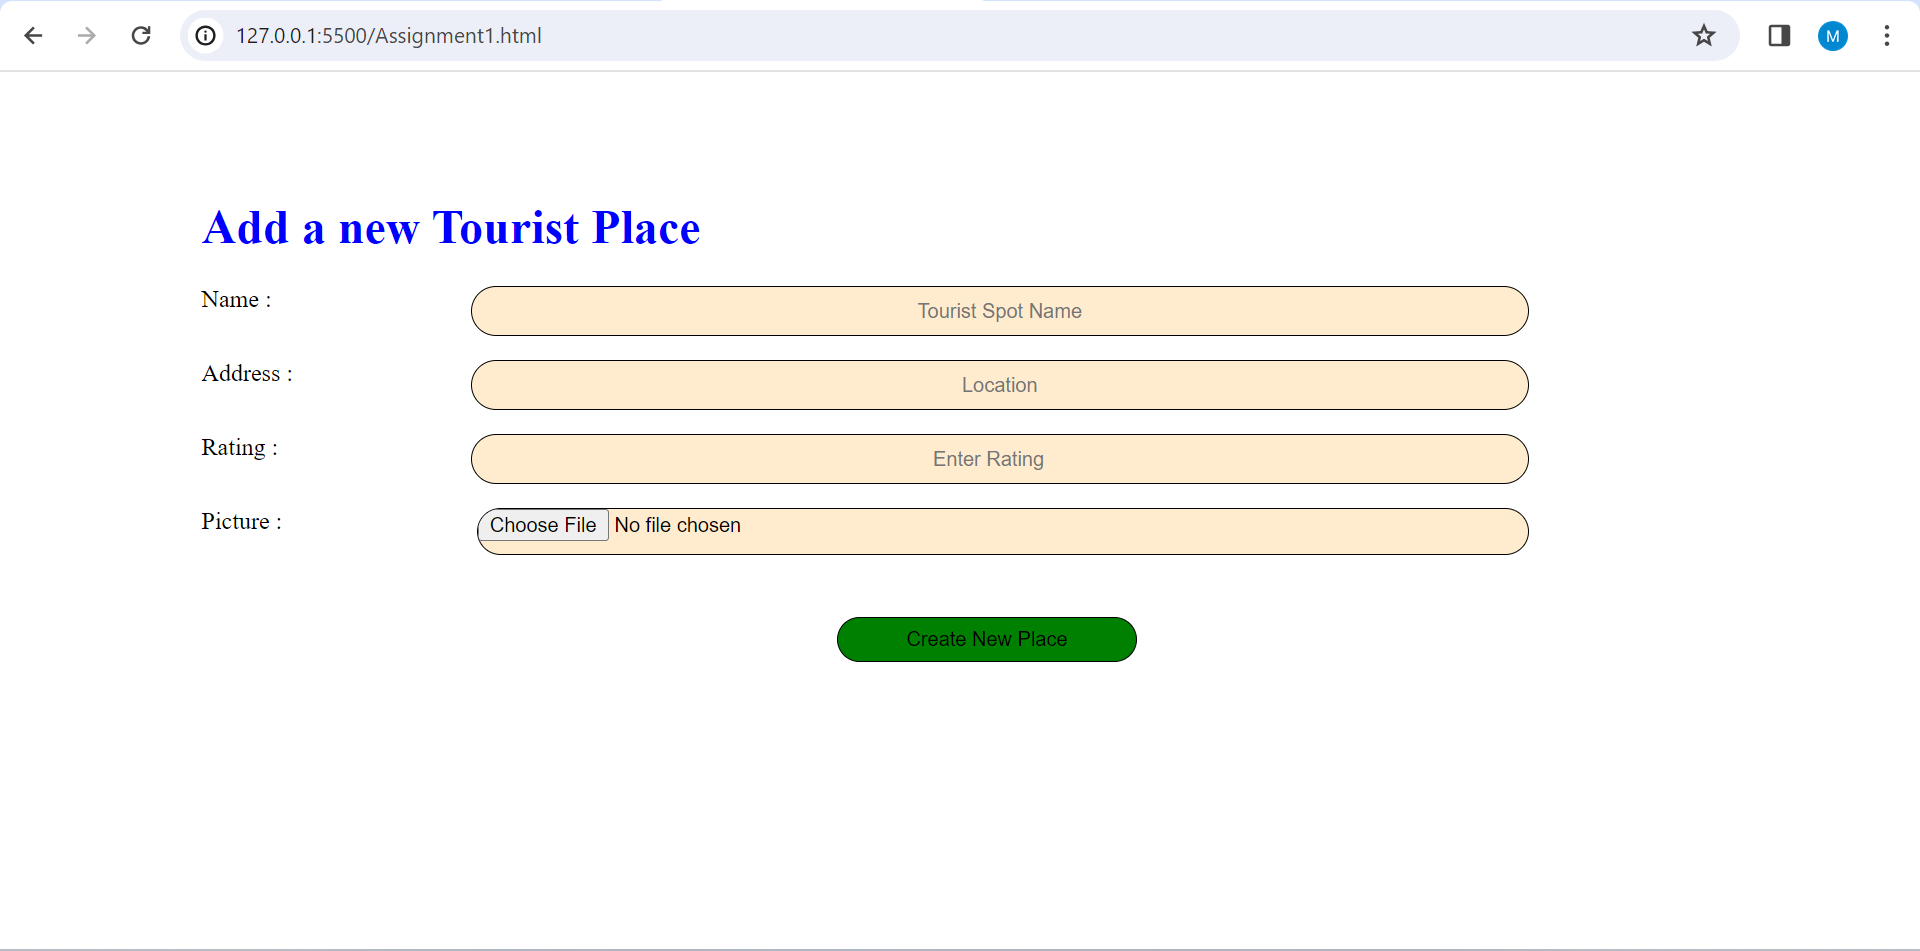 127.0.0.1:5500/Assignment1.html
M
Add a new Tourist Place
Name :
Tourist Spot Name
Address :
Location
Rating :
Enter Rating
Picture :
Choose File No file chosen
Create New Place